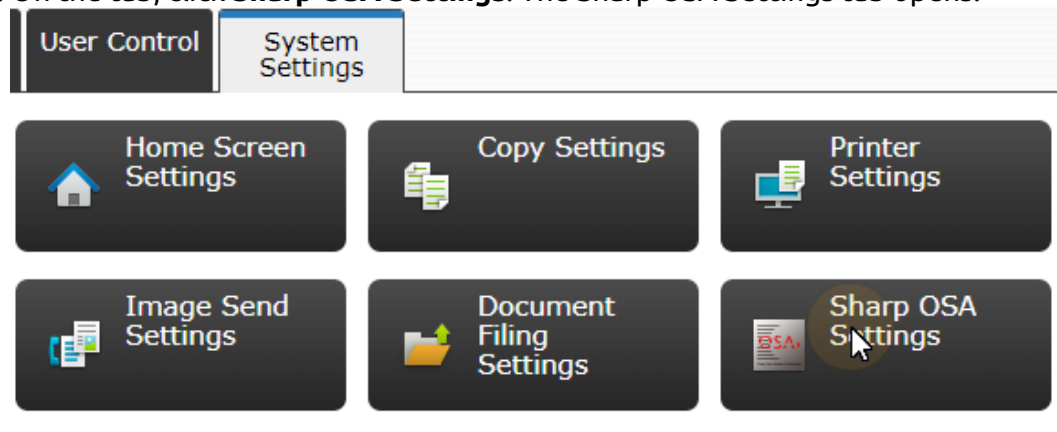 User Control
System
Settings
Home Screen
Settings
Copy Settings
Printer
Settings
Image Send
Settings
Document
Filing
Settings
OSA
Sharp OSA
Settings